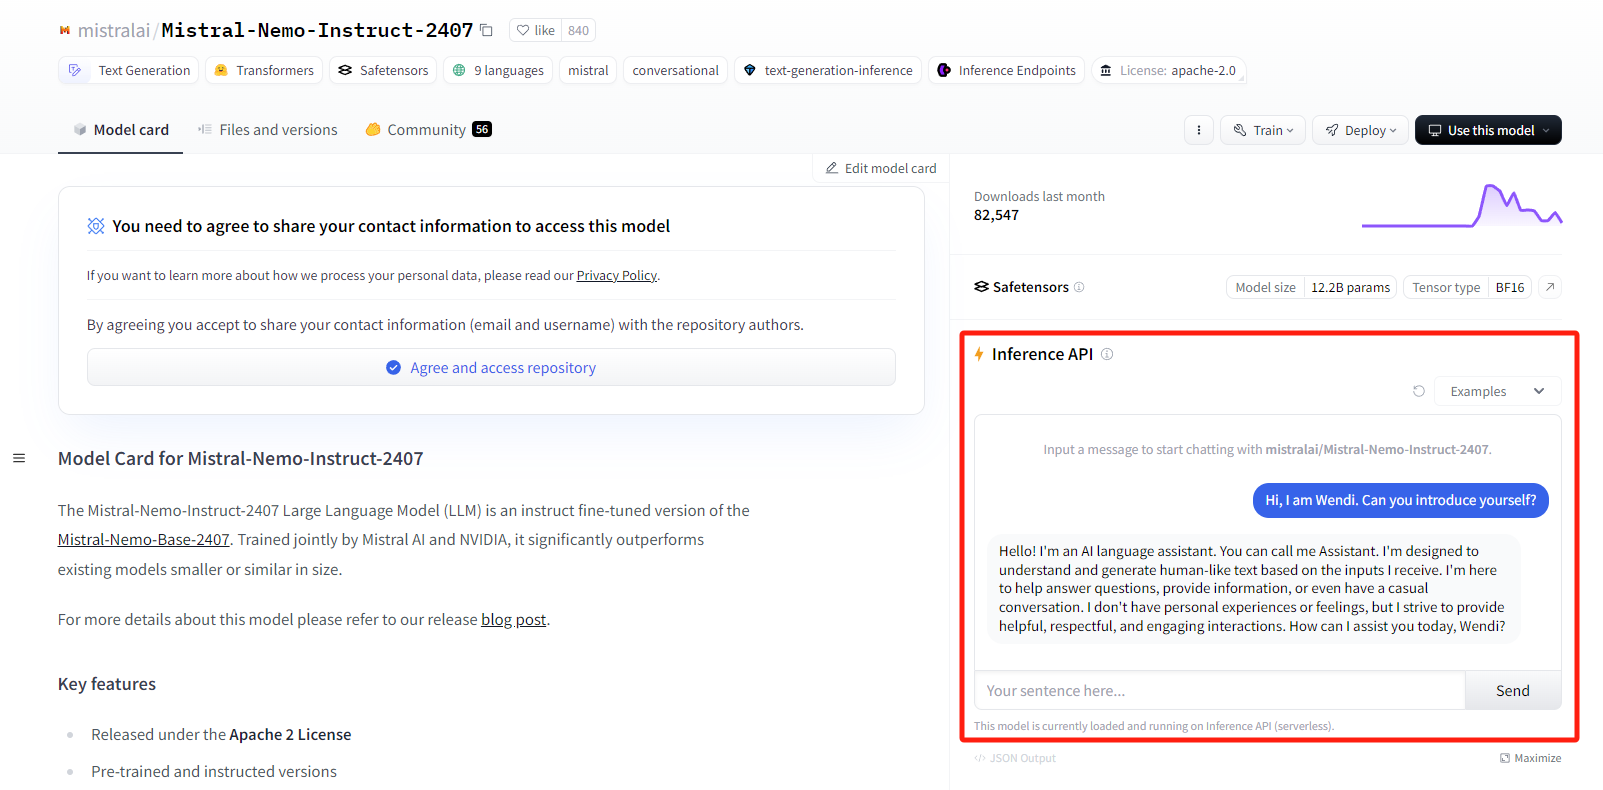 mistralai/Mistral-Nemo-Instruct-2407 like 840
Text Generation Transformers Safetensors 9 languages mistral conversational text-generation-inference Inference Endpoints License: apache-2.0
Model card Files and versions Community 56 Train Deploy Use this model
Edit model card
You need to agree to share your contact information to access this model
If you want to learn more about how we process your personal data, please read our Privacy Policy.
By agreeing you accept to share your contact information (email and username) with the repository authors.
Agree and access repository
Model Card for Mistral-Nemo-Instruct-2407
The Mistral-Nemo-Instruct-2407 Large Language Model (LLM) is an instruct fine-tuned version of the
Mistral-Nemo-Base-2407. Trained jointly by Mistral AI and NVIDIA, it significantly outperforms
existing models smaller or similar in size.
For more details about this model please refer to our release blog post.
Key features
Released under the Apache 2 License
Pre-trained and instructed versions
Downloads last month
82,547
Safetensors Model size 12.2B params Tensor type BF16
Inference API
Examples
Input a message to start chatting with mistralai/Mistral-Nemo-Instruct-2407.
Hi, I am Wendi. Can you introduce yourself?
Hello! I'm an AI language assistant. You can call me Assistant. I'm designed to
understand and generate human-like text based on the inputs I receive. I'm here
to help answer questions, provide information, or even have a casual
conversation. I don't have personal experiences or feelings, but I strive to provide
helpful, respectful, and engaging interactions. How can I assist you today, Wendi?
Your sentence here... Send
This model is currently loaded and running on Inference API (serverless).
</> JSON Output Maximize